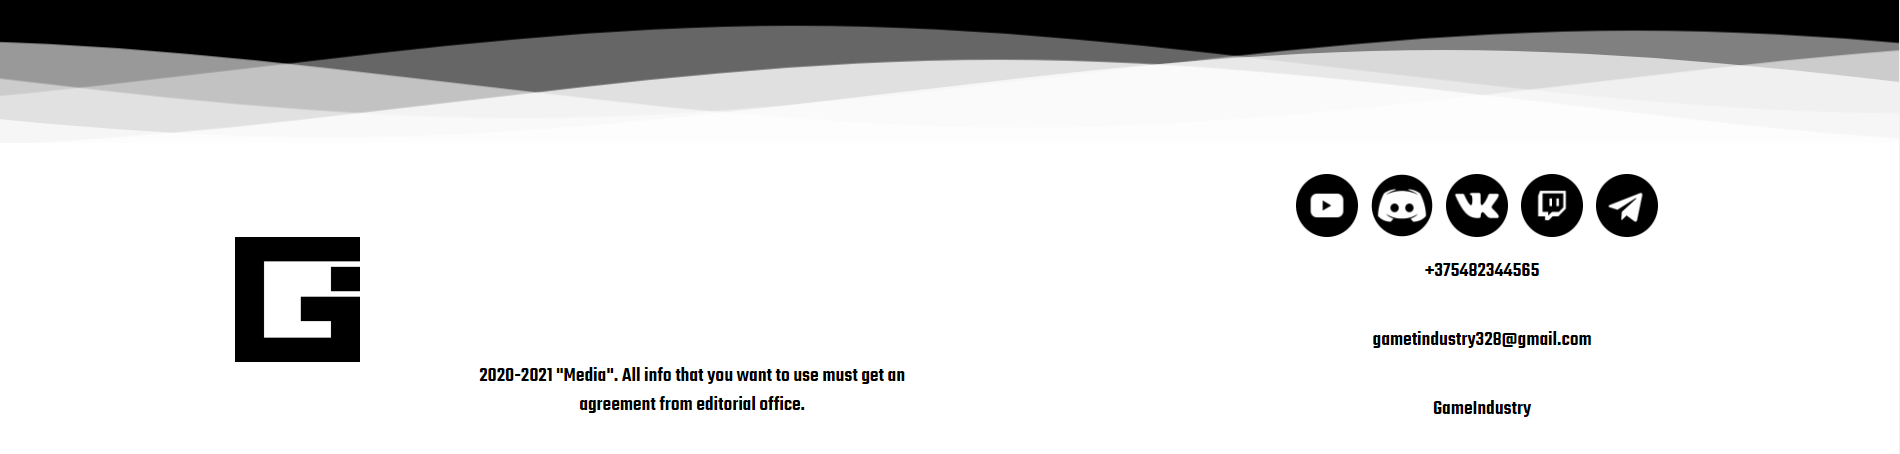 2020-2021 "Media". All info that you want to use must get an
agreement from editorial office.
+375482344565
gametindustry328@gmail.com
GameIndustry